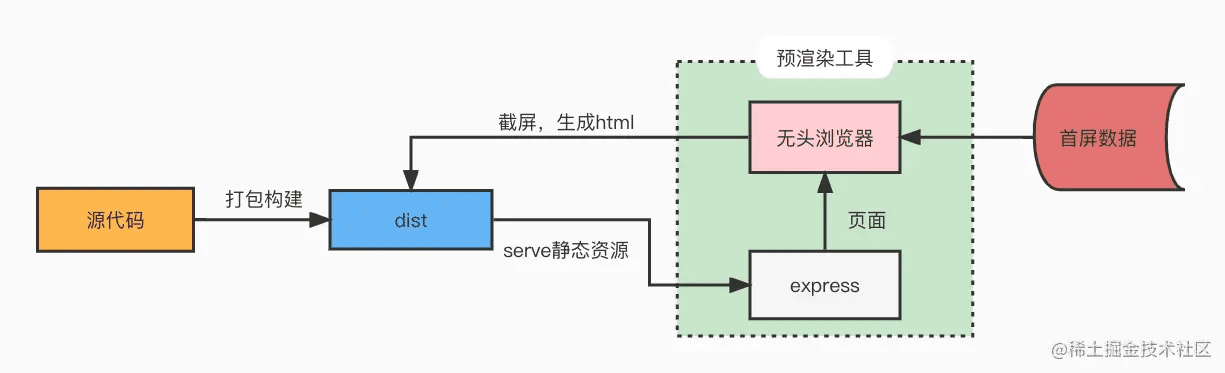 预渲染工具
截屏，生成html
无头浏览器
首屏数据
打包构建
源代码
dist
页面
serve静态资源
express
@稀土掘金技术社区